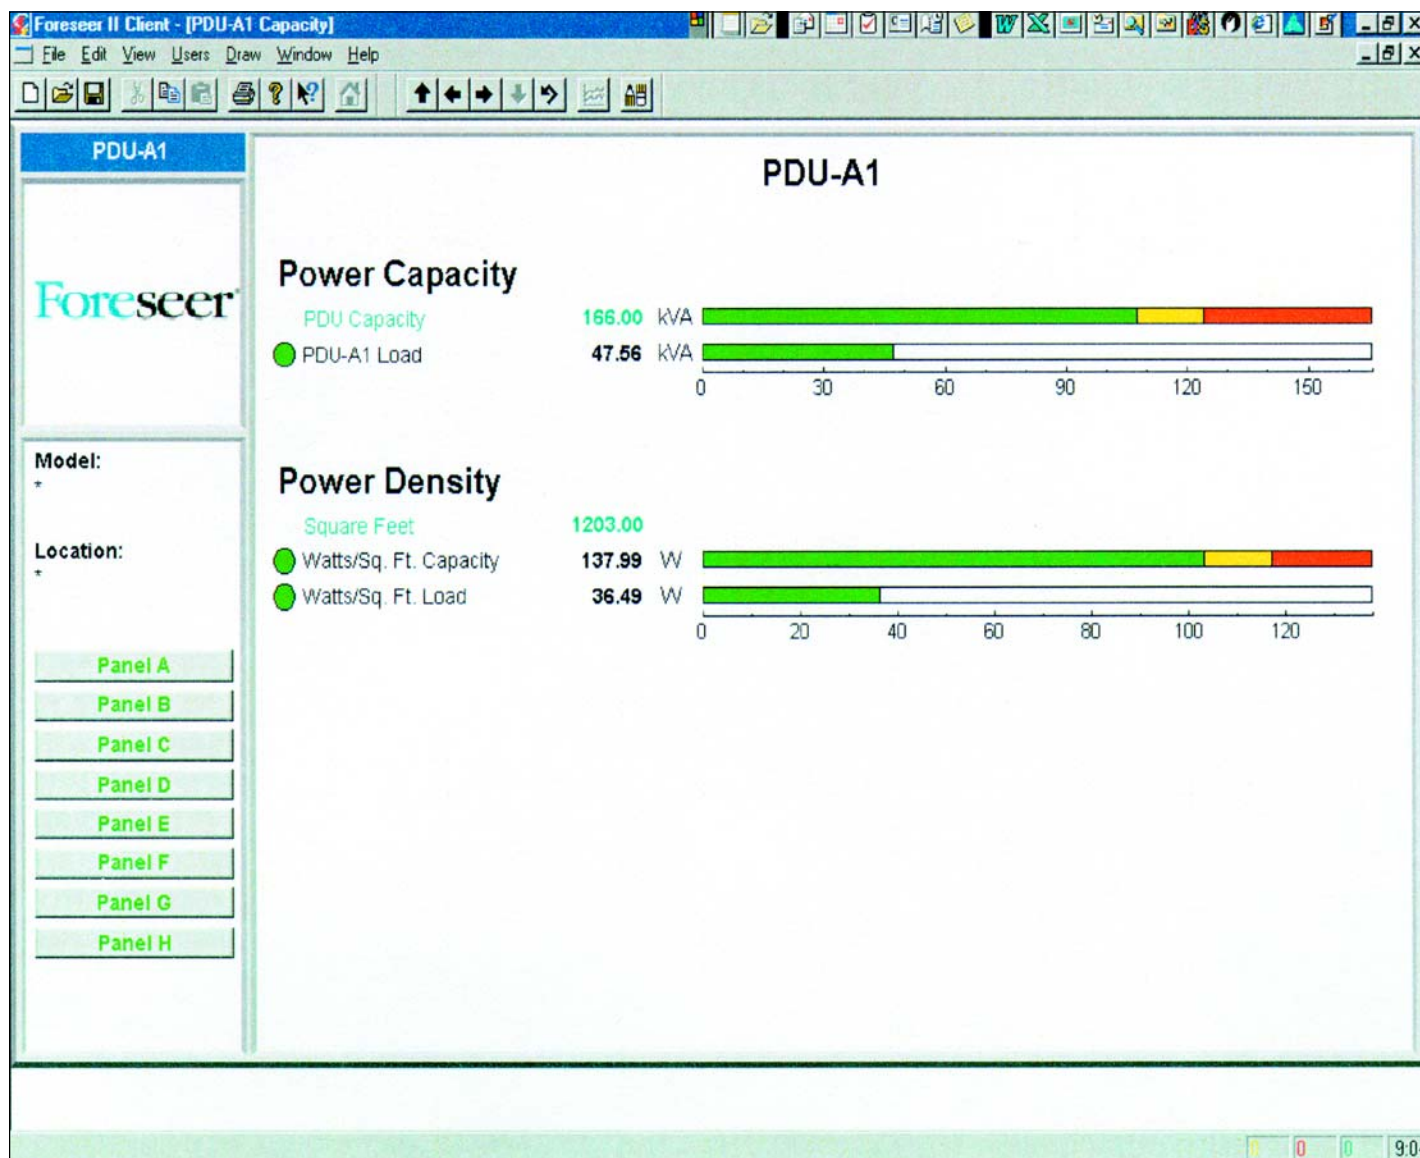 Foreseer II Client - [PDU-A1 Capacity]
File Edit View Users Draw Window Help
PDU-A1
Foreseer
Model:
*
Location:
*
Panel A
Panel B
Panel C
Panel D
Panel E
Panel F
Panel G
Panel H
PDU-A1
Power Capacity
PDU Capacity 166.00 kVA
PDU-A1 Load 47.56 kVA
0 30 60 90 120 150
Power Density
Square Feet 1203.00
Watts/Sq. Ft. Capacity 137.99 W
Watts/Sq. Ft. Load 36.49 W
0 20 40 60 80 100 120
0 0 0 9:0